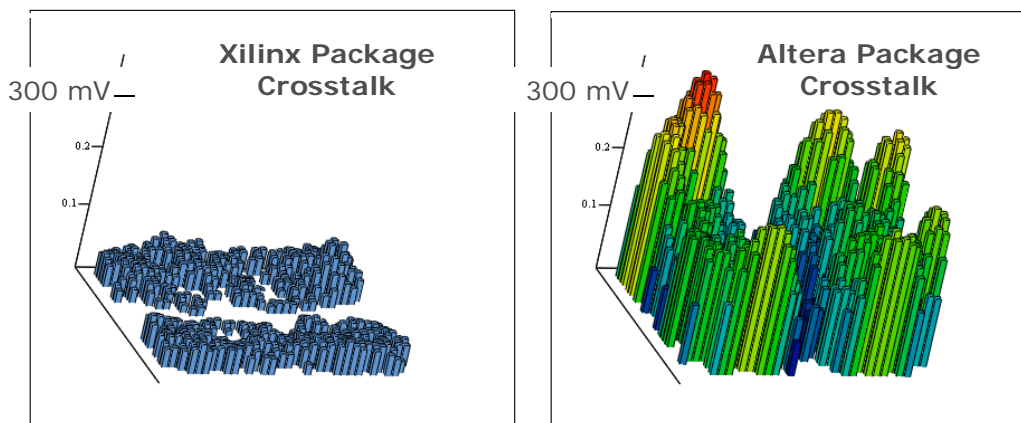 Xilinx Package
Crosstalk
300 mV
0.2
0.1
Altera Package
Crosstalk
300 mV
0.2
0.1